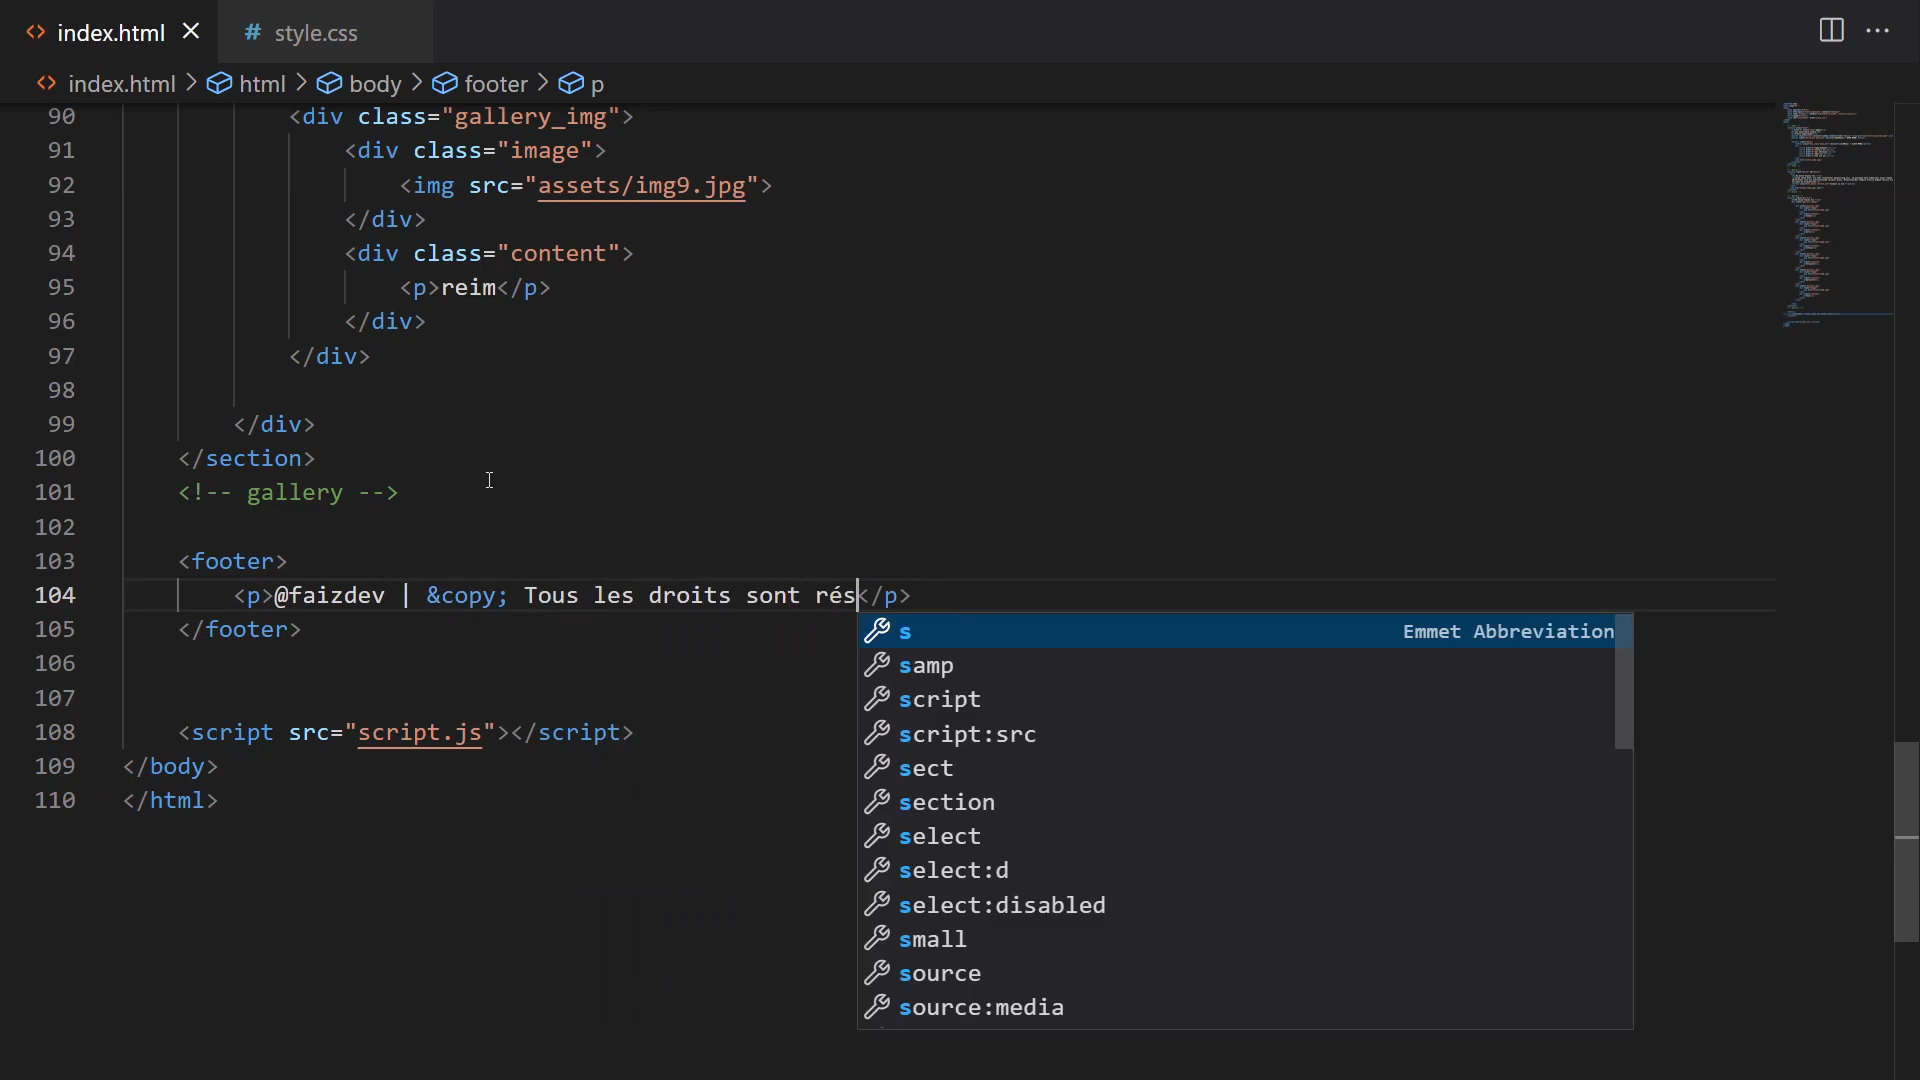 index.html
style.css
index.html > html > body > footer > p
90 <div class="gallery_img">
91 <div class="image">
92 <img src="assets/img9.jpg">
93 </div>
94 <div class="content">
95 <p>reim</p>
96 </div>
97 </div>
98
99 </div>
100 </section>
101 <!-- gallery -->
102
103 <footer>
104 <p>@faizdev | &copy; Tous les droits sont rés</p>
105 </footer>
106
107
108 <script src="script.js"></script>
109 </body>
110 </html>
s Emmet Abbreviation
samp
script
script:src
sect
section
select
select:d
select:disabled
small
source
source:media